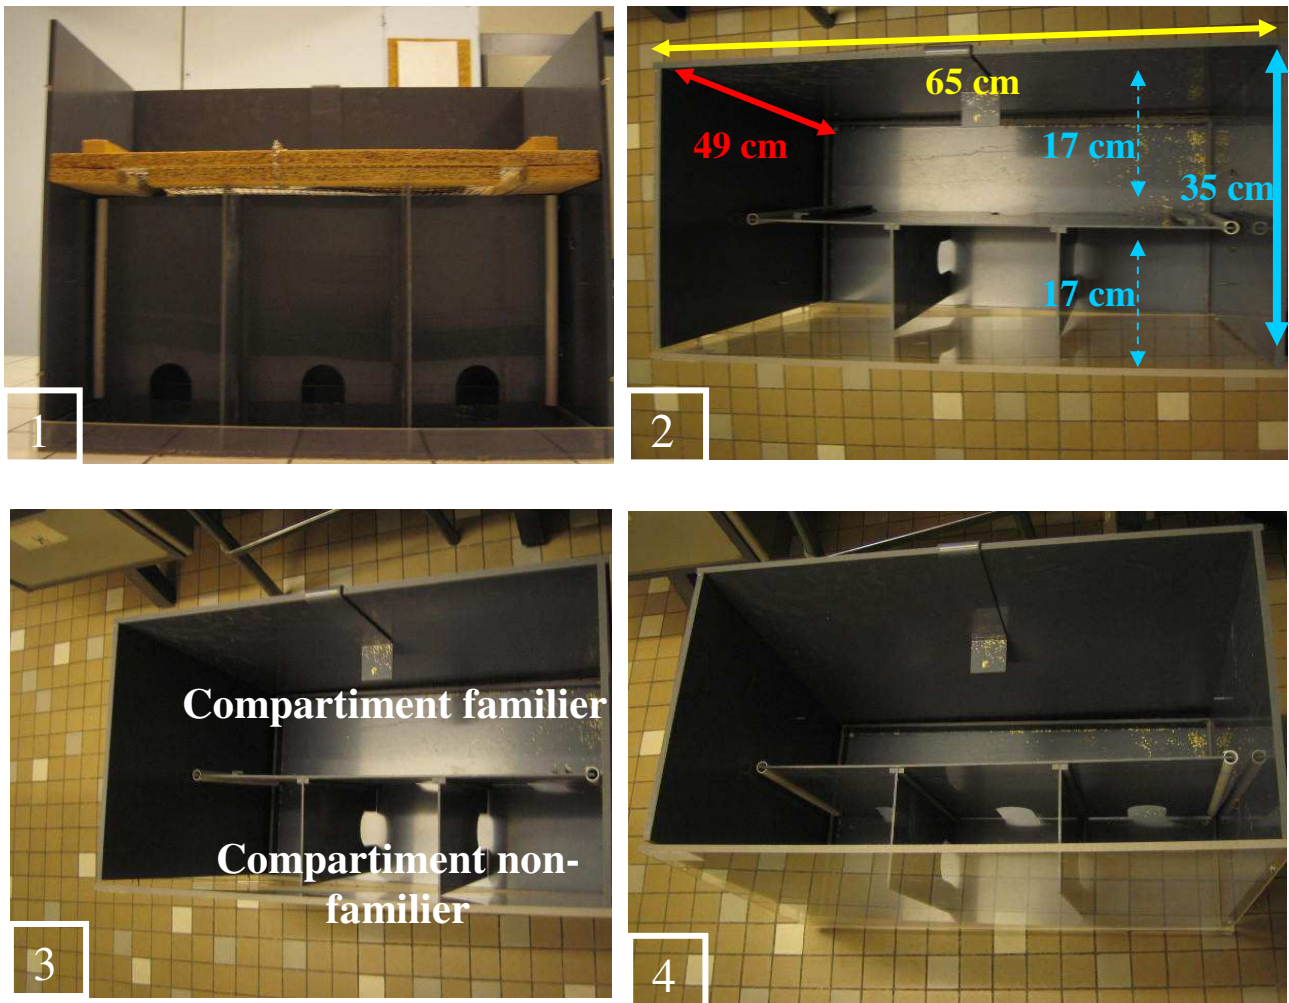 1
65 cm
49 cm
17 cm
35 cm
17 cm
2
Compartiment familier
Compartiment non-
familier
3
4